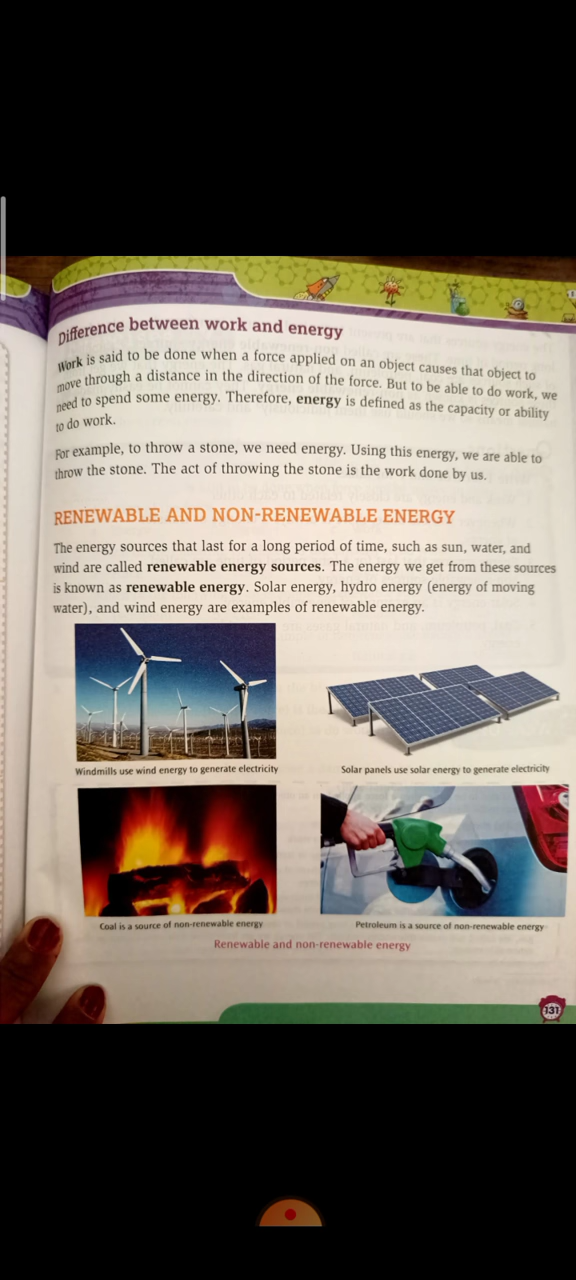 Difference between work and energy
Work is said to be done when a force applied on an object causes that object to
move through a distance in the direction of the force. But to be able to do work, we
need to spend some energy. Therefore, energy is defined as the capacity or ability
to do work.
For example, to throw a stone, we need energy. Using this energy, we are able to
throw the stone. The act of throwing the stone is the work done by us.
RENEWABLE AND NON-RENEWABLE ENERGY
The energy sources that last for a long period of time, such as sun, water, and
wind are called renewable energy sources. The energy we get from these sources
is known as renewable energy. Solar energy, hydro energy (energy of moving
water), and wind energy are examples of renewable energy.
Windmills use wind energy to generate electricity
Solar panels use solar energy to generate electricity
Coal is a source of non-renewable energy
Petroleum is a source of non-renewable energy
Renewable and non-renewable energy
131